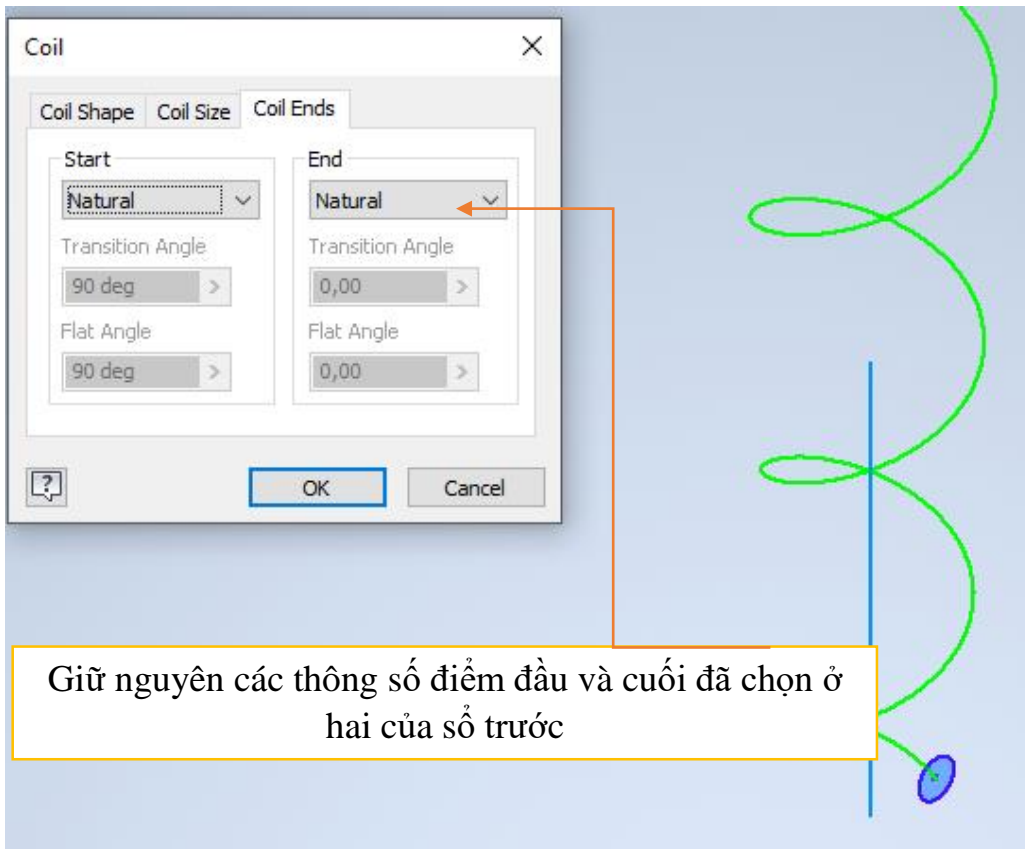 Coil
Coil Shape Coil Size Coil Ends
Start End
Natural Natural
Transition Angle Transition Angle
90 deg > 0,00 >
Flat Angle Flat Angle
90 deg > 0,00 >
? OK Cancel
Giữ nguyên các thông số điểm đầu và cuối đã chọn ở
hai của sổ trước